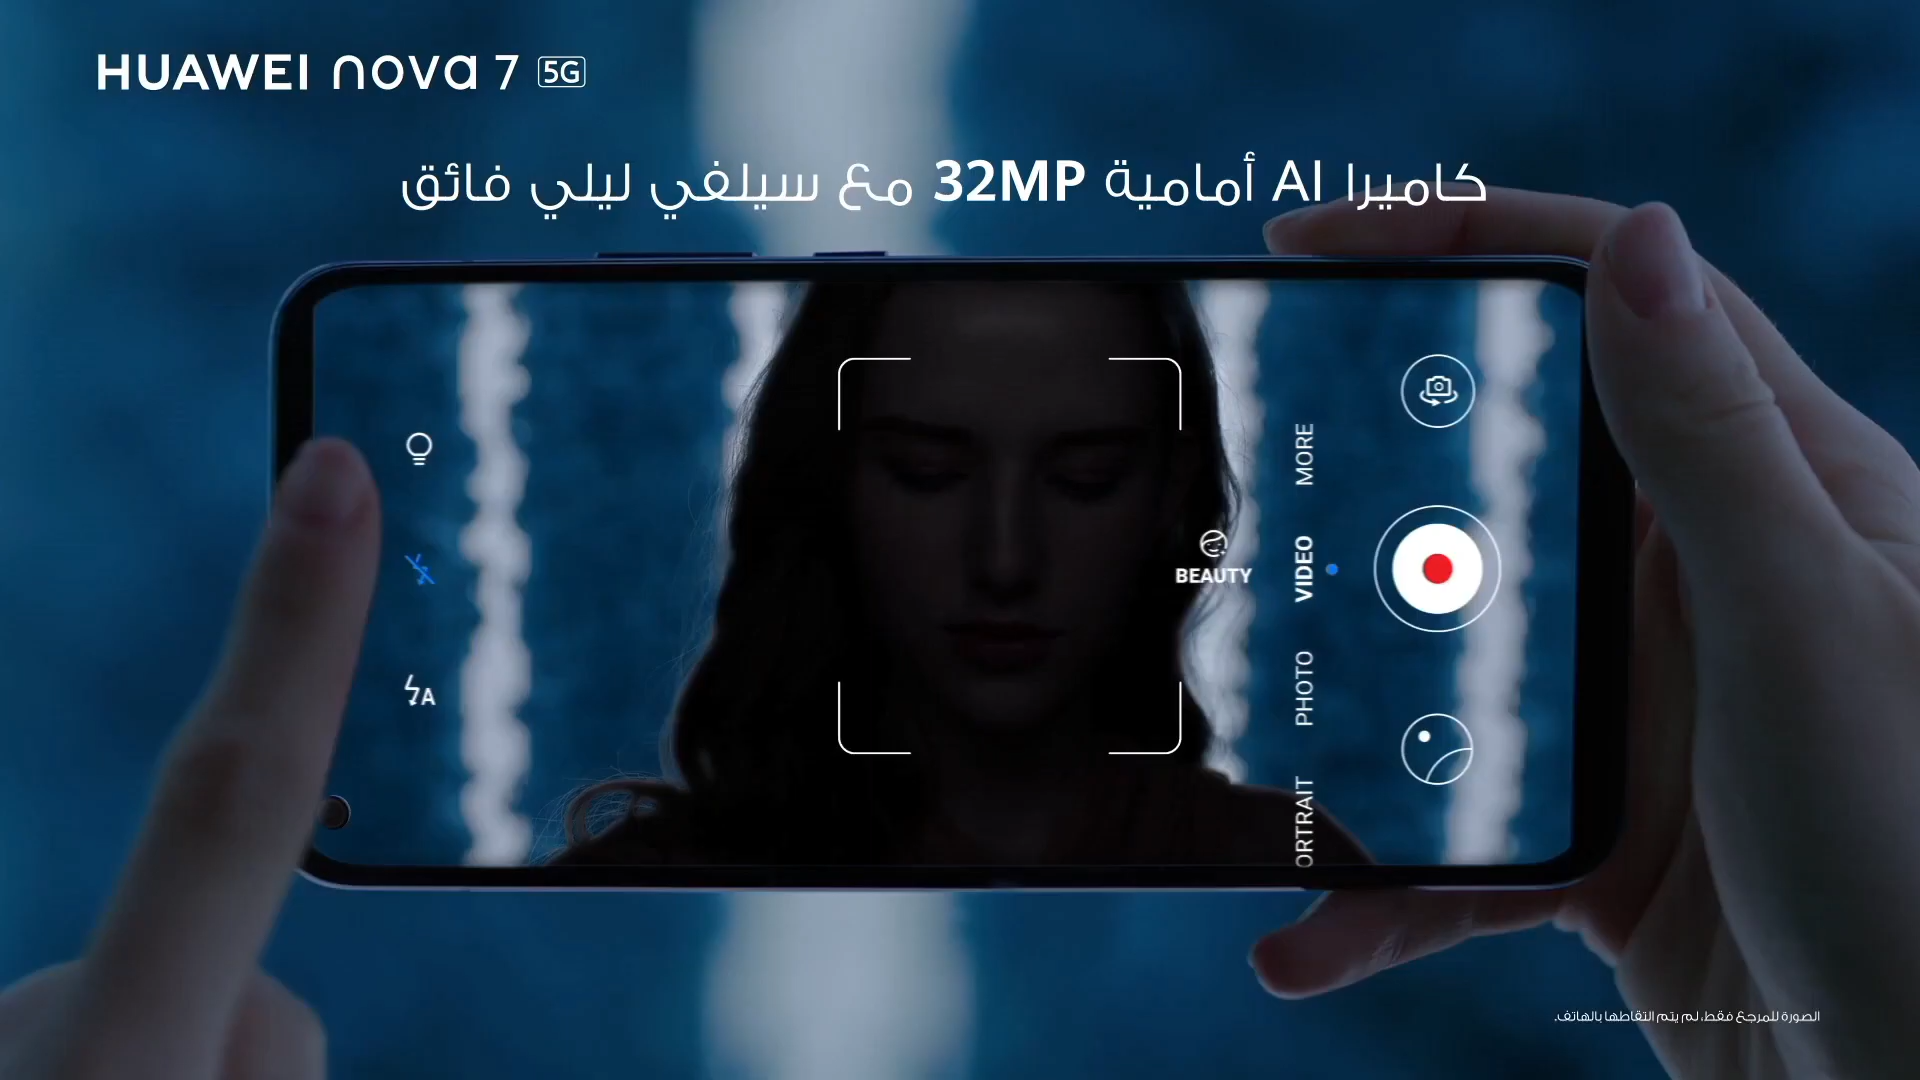 HUAWEI nova 7 5G
كاميرا AI أمامية 32MP مع سيلفي ليلي فائق
MORE
BEAUTY
VIDEO
A
PHOTO
ORTRAIT
الصورة للمرجع فقط، لم يتم التقاطها بالهاتف.